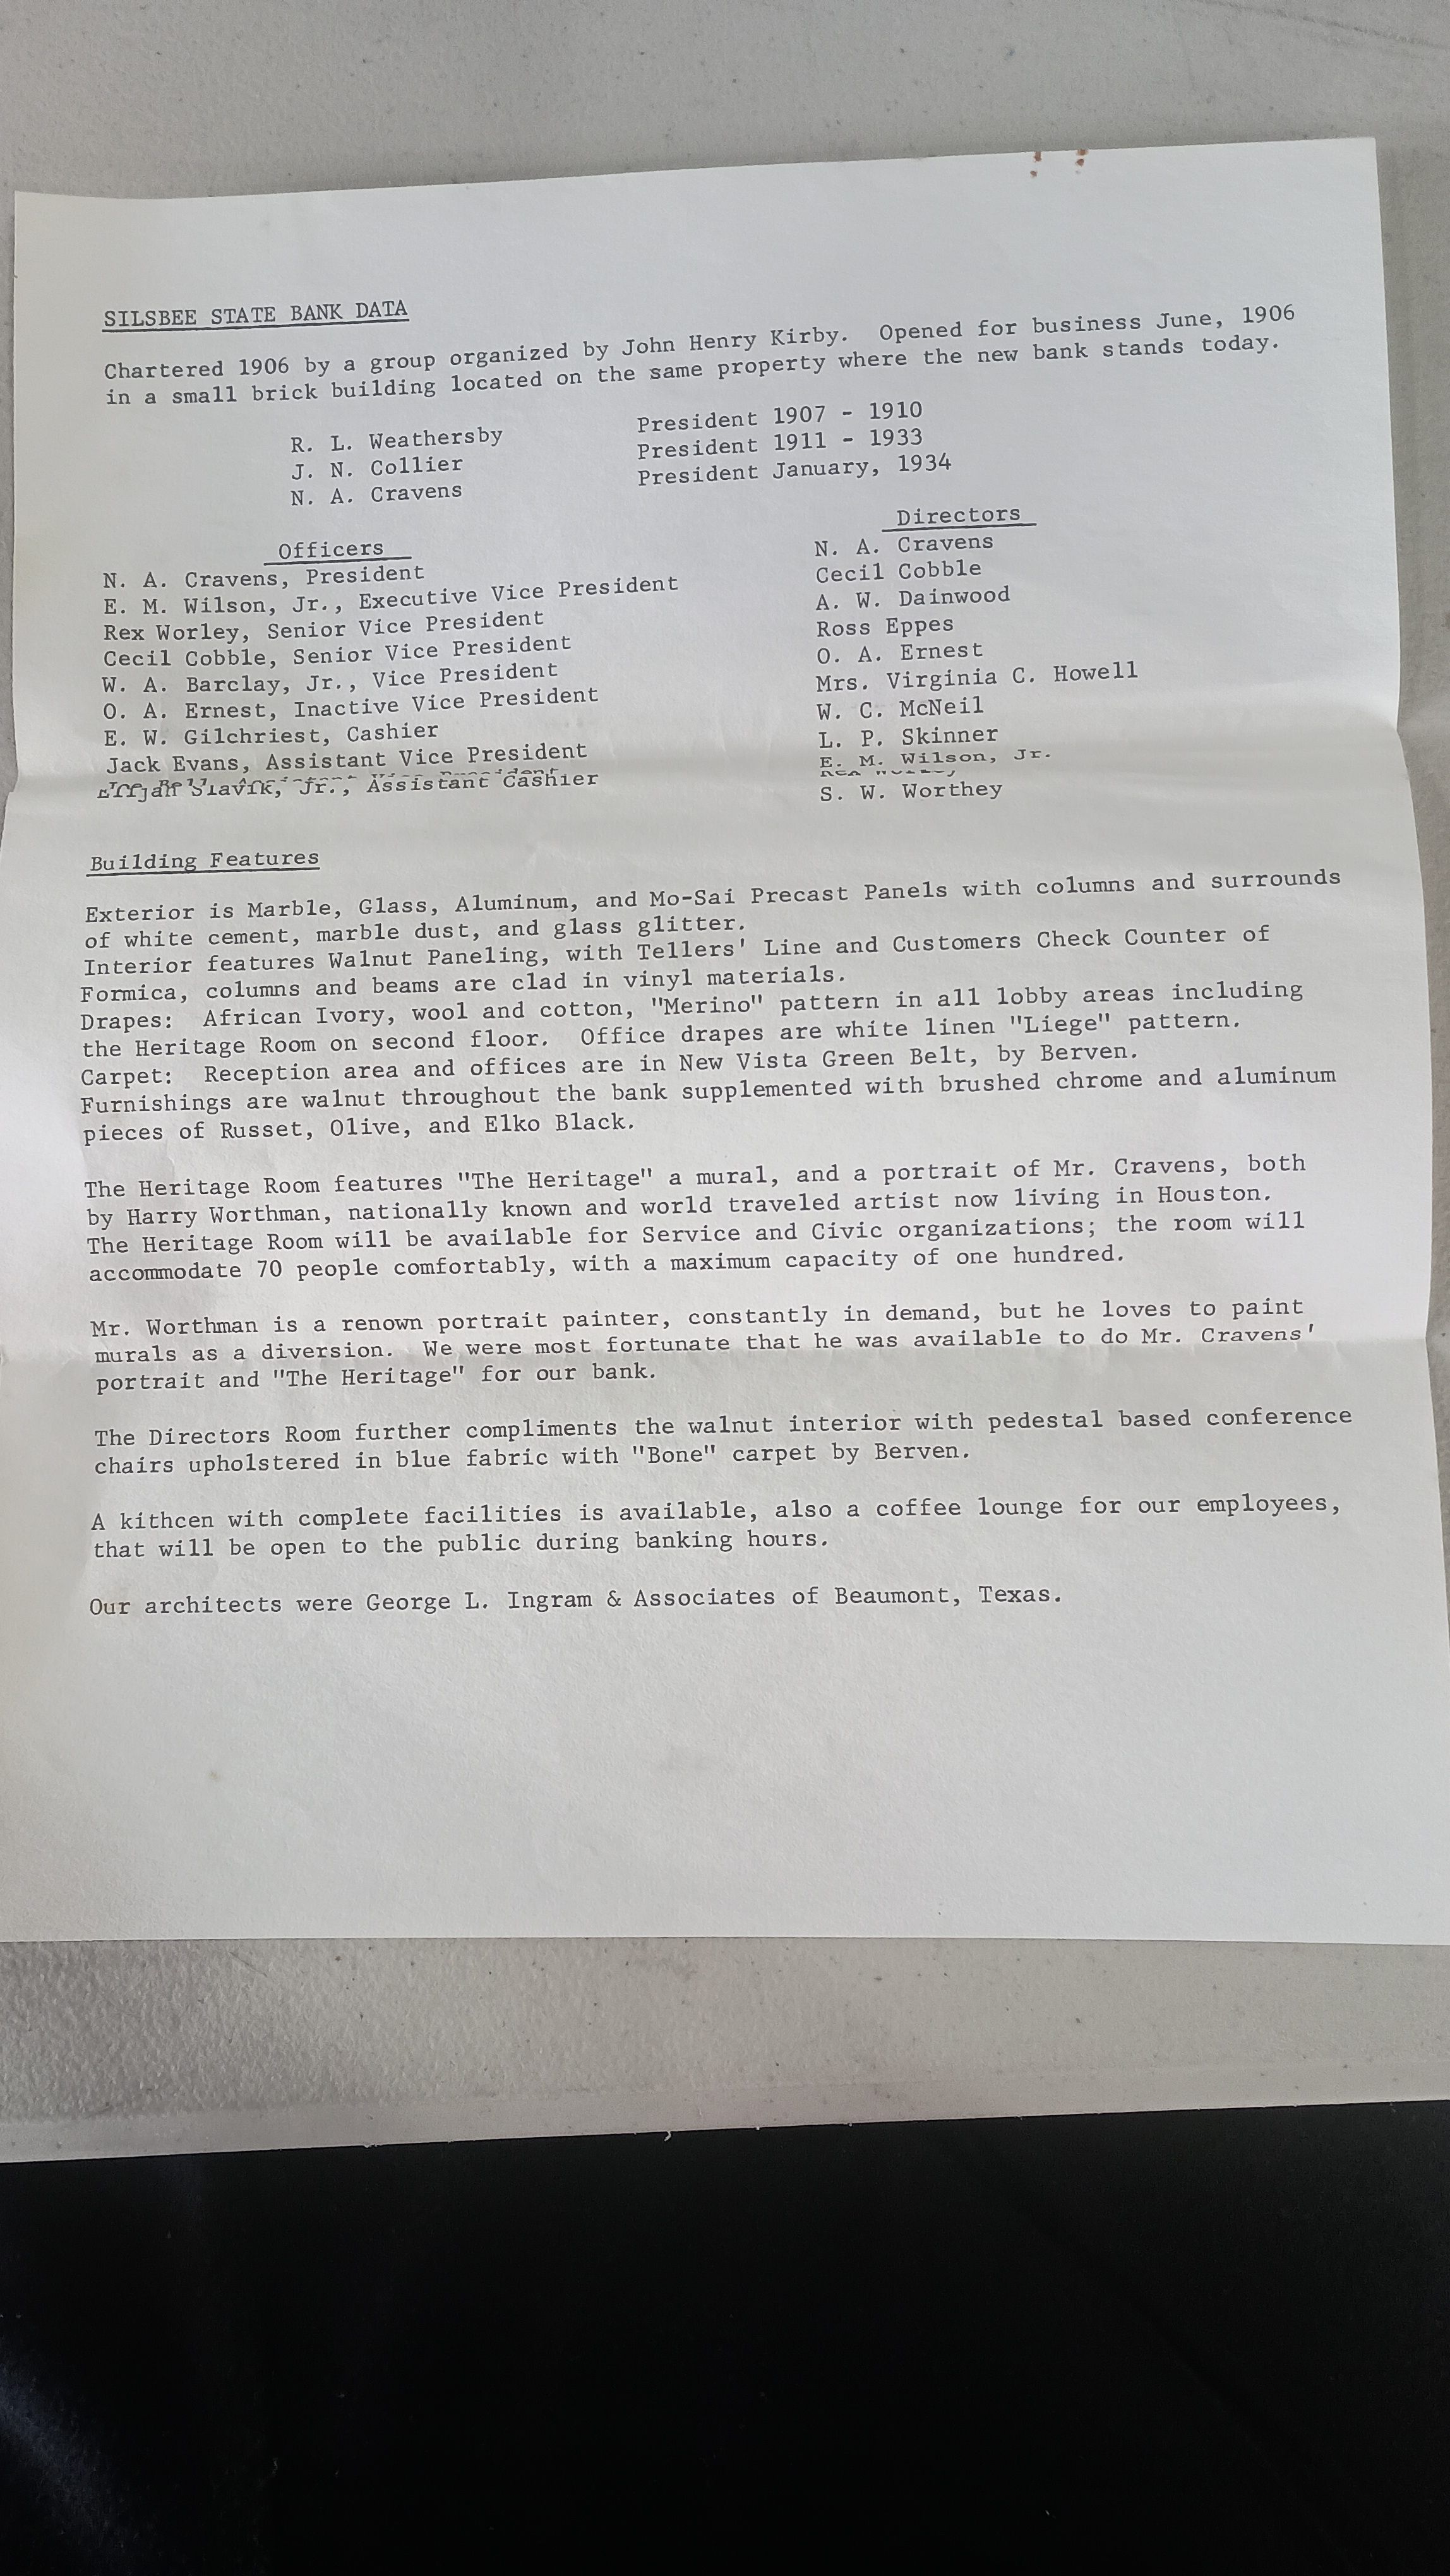 SILSBEE STATE BANK DATA
Chartered 1906 by a group organized by John Henry Kirby. Opened for business June, 1906
in a small brick building located on the same property where the new bank stands today.
R. L. Weathersby President 1907 - 1910
J. N. Collier President 1911 - 1933
N. A. Cravens President January, 1934
Officers
N. A. Cravens, President
E. M. Wilson, Jr., Executive Vice President
Rex Worley, Senior Vice President
Cecil Cobble, Senior Vice President
W. A. Barclay, Jr., Vice President
O. A. Ernest, Inactive Vice President
E. W. Gilchriest, Cashier
Jack Evans, Assistant Vice President
Slavik, Jr., Assistant Cashier
Directors
N. A. Cravens
Cecil Cobble
A. W. Dainwood
Ross Eppes
O. A. Ernest
Mrs. Virginia C. Howell
W. C. McNeil
L. P. Skinner
E. M. Wilson, Jr.
S. W. Worthey
Building Features
Exterior is Marble, Glass, Aluminum, and Mo-Sai Precast Panels with columns and surrounds
of white cement, marble dust, and glass glitter.
Interior features Walnut Paneling, with Tellers' Line and Customers Check Counter of
Formica, columns and beams are clad in vinyl materials.
Drapes: African Ivory, wool and cotton, "Merino" pattern in all lobby areas including
the Heritage Room on second floor. Office drapes are white linen "Liege" pattern.
Carpet: Reception area and offices are in New Vista Green Belt, by Berven.
Furnishings are walnut throughout the bank supplemented with brushed chrome and aluminum
pieces of Russet, Olive, and Elko Black.
The Heritage Room features "The Heritage" a mural, and a portrait of Mr. Cravens, both
by Harry Worthman, nationally known and world traveled artist now living in Houston.
The Heritage Room will be available for Service and Civic organizations; the room will
accommodate 70 people comfortably, with a maximum capacity of one hundred.
Mr. Worthman is a renown portrait painter, constantly in demand, but he loves to paint
murals as a diversion. We were most fortunate that he was available to do Mr. Cravens'
portrait and "The Heritage" for our bank.
The Directors Room further compliments the walnut interior with pedestal based conference
chairs upholstered in blue fabric with "Bone" carpet by Berven.
A kithcen with complete facilities is available, also a coffee lounge for our employees,
that will be open to the public during banking hours.
Our architects were George L. Ingram & Associates of Beaumont, Texas.